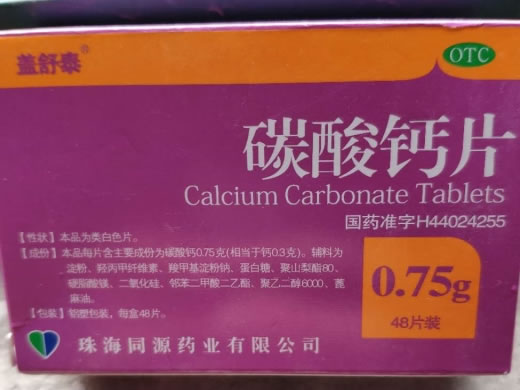 盖舒泰®
OTC
碳酸钙片
Calcium Carbonate Tablets
国药准字H44024255
【性状】本品为类白色片。
【成份】本品每片含主要成份为碳酸钙0.75克(相当于钙0.3克)。辅料为
淀粉、羟丙甲纤维素、羧甲基淀粉钠、蛋白糖、聚山梨酯80、
硬脂酸镁、二氧化硅、邻苯二甲酸二乙酯、聚乙二醇6000、蓖
麻油。
【包装】铝塑包装，每盒48片。
0.75g
48片装
珠海同源药业有限公司